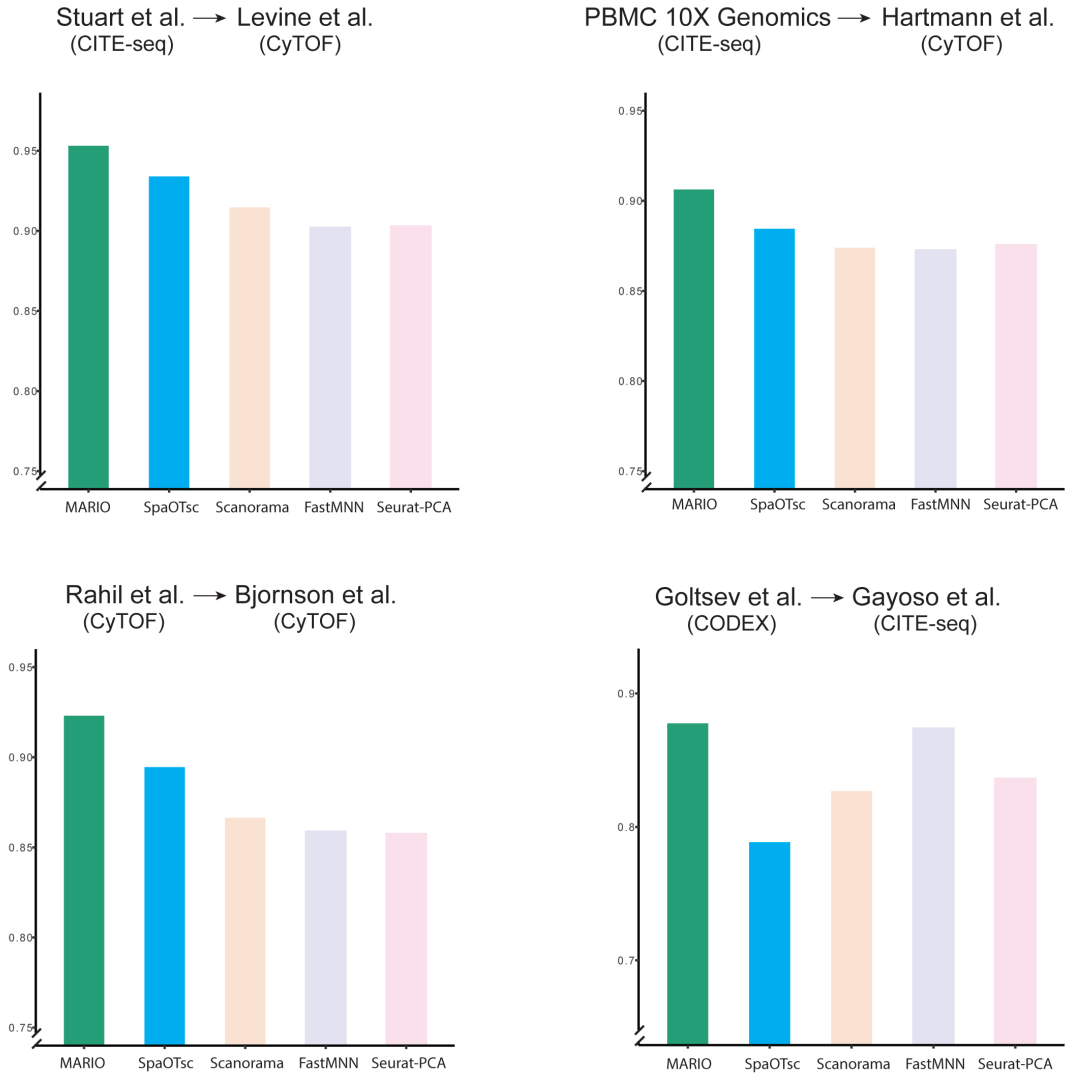 Stuart et al. → Levine et al.
(CITE-seq) (CyTOF)
0.95
0.90
0.85
0.80
0.75
MARIO SpaOTsc Scanorama FastMNN Seurat-PCA
PBMC 10X Genomics → Hartmann et al.
(CITE-seq) (CyTOF)
0.95
0.90
0.85
0.80
0.75
MARIO SpaOTsc Scanorama FastMNN Seurat-PCA
Rahil et al. → Bjornson et al.
(CyTOF) (CyTOF)
0.95
0.90
0.85
0.80
0.75
MARIO SpaOTsc Scanorama FastMNN Seurat-PCA
Goltsev et al. → Gayoso et al.
(CODEX) (CITE-seq)
0.9
0.8
0.7
MARIO SpaOTsc Scanorama FastMNN Seurat-PCA